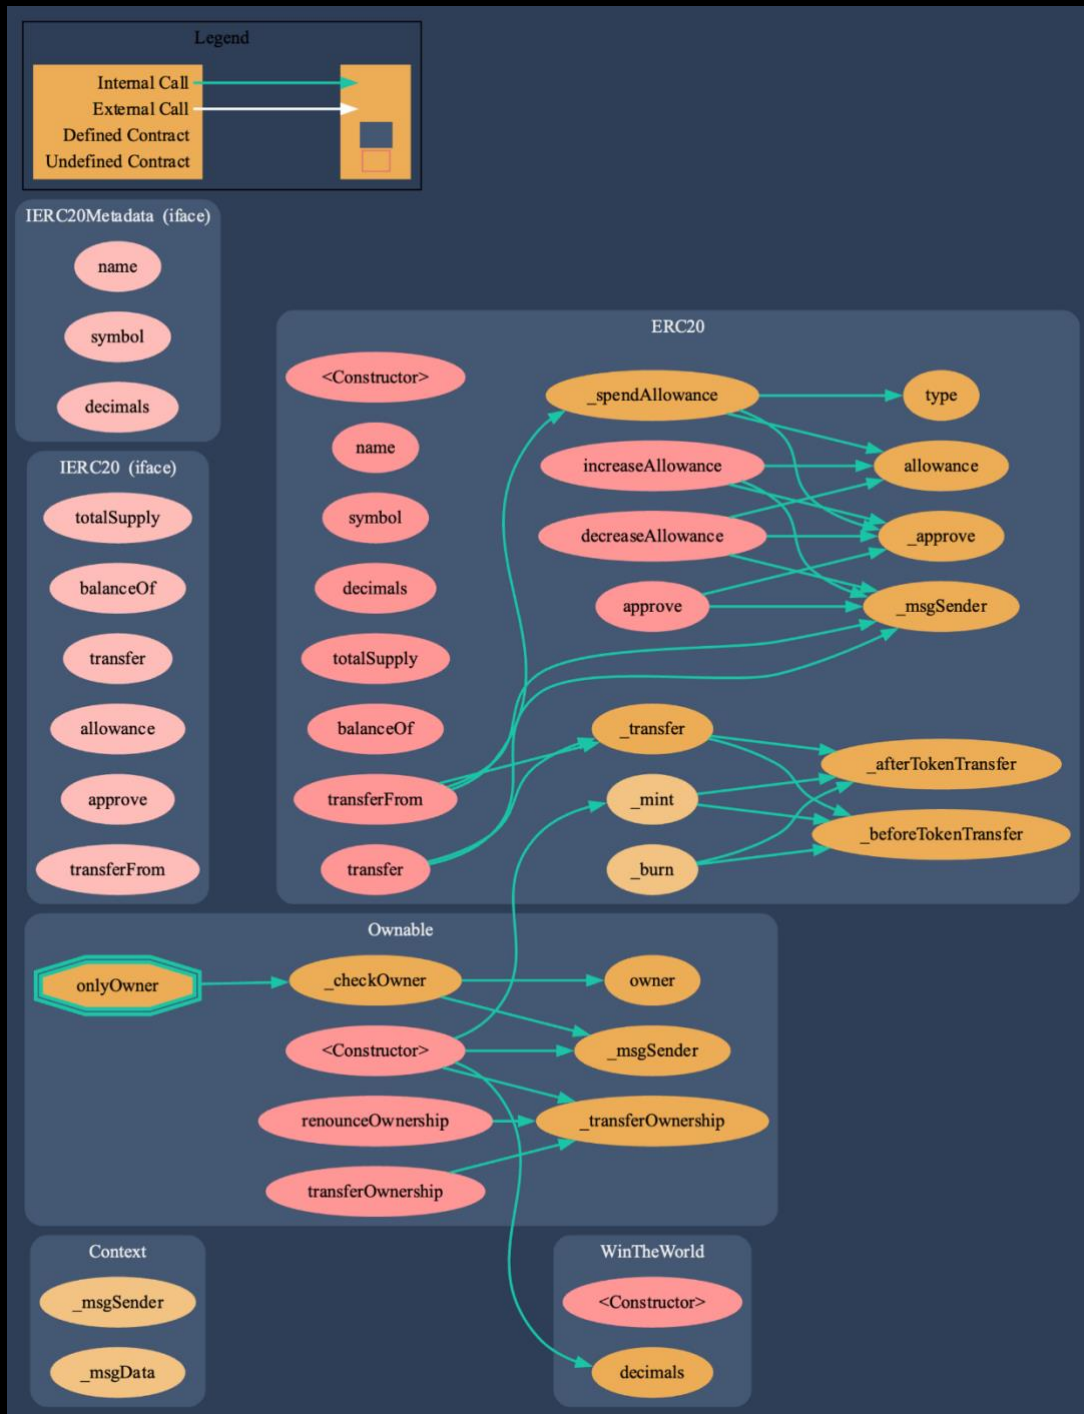 Legend
Internal Call
External Call
Defined Contract
Undefined Contract
IERC20Metadata (iface)
name
symbol
decimals
IERC20 (iface)
totalSupply
balanceOf
transfer
allowance
approve
transferFrom
ERC20
<Constructor>
name
symbol
decimals
totalSupply
balanceOf
transferFrom
transfer
_spendAllowance
increaseAllowance
decreaseAllowance
approve
_transfer
_mint
_burn
type
allowance
_approve
_msgSender
_afterTokenTransfer
_beforeTokenTransfer
Ownable
onlyOwner
_checkOwner
<Constructor>
renounceOwnership
transferOwnership
owner
_msgSender
_transferOwnership
Context
_msgSender
_msgData
WinTheWorld
<Constructor>
decimals